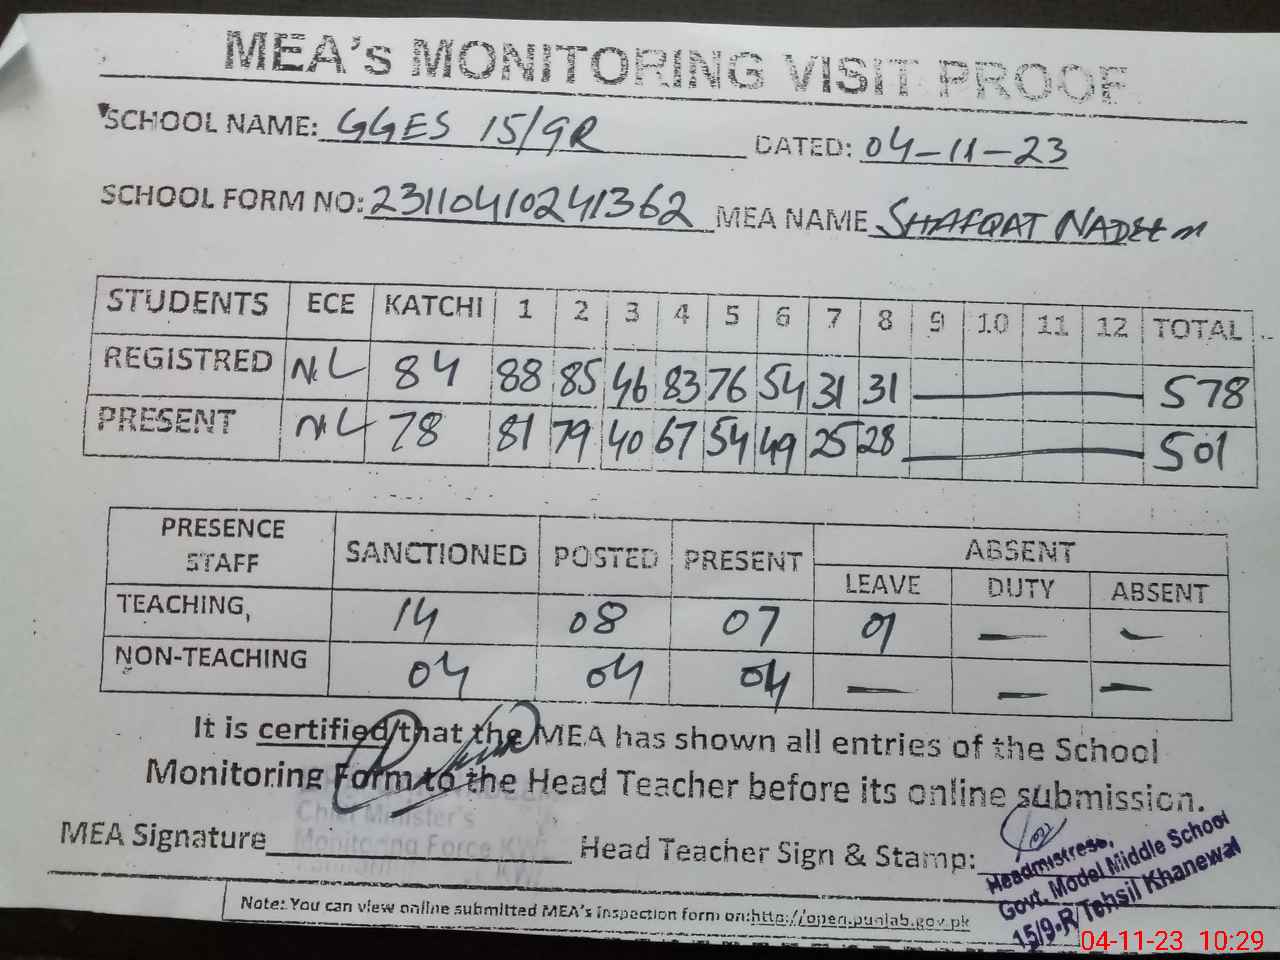 MEA's MONITORING VISIT PROOF
SCHOOL NAME: GGES 15/9R DATED: 04-11-23
SCHOOL FORM NO: 23110410241362 MEA NAME SHAFQAT NADEEM
STUDENTS ECE KATCHI 1 2 3 4 5 6 7 8 9 10 11 12 TOTAL
REGISTRED NIL 84 88 85 46 83 76 54 31 31 — 578
PRESENT NIL 78 81 79 40 67 54 49 25 28 — 501
PRESENCE STAFF SANCTIONED POSTED PRESENT ABSENT
LEAVE DUTY ABSENT
TEACHING, 14 08 07 01 — —
NON-TEACHING 04 04 04 — — —
It is certified that the MEA has shown all entries of the School
Monitoring Form to the Head Teacher before its online submission.
Chief Minister's
Monitoring Force KWL
MEA Signature Head Teacher Sign & Stamp:
Headmistress,
Govt. Model Middle School
15/9-R Tehsil Khanewal
Note: You can view online submitted MEA's inspection form on:http://open.punjab.gov.pk
04-11-23 10:29